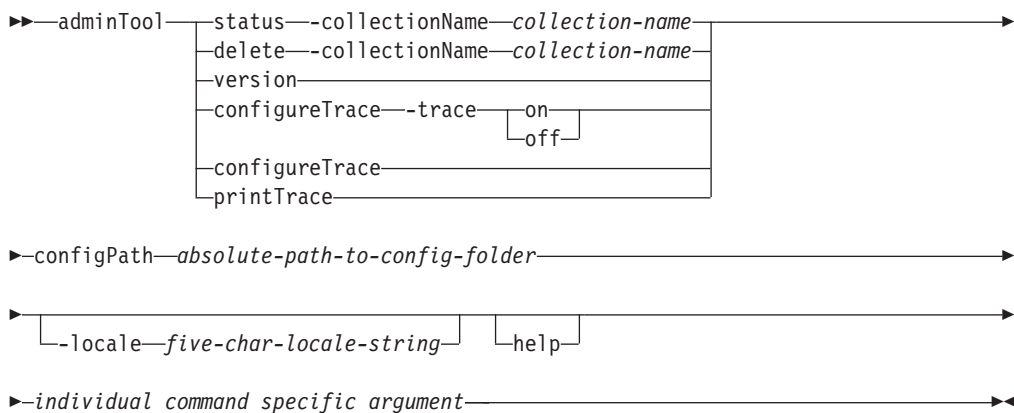 adminTool status -collectionName collection-name
delete -collectionName collection-name
version
configureTrace -trace on
off
configureTrace
printTrace
configPath absolute-path-to-config-folder
-locale five-char-locale-string help
individual command specific argument